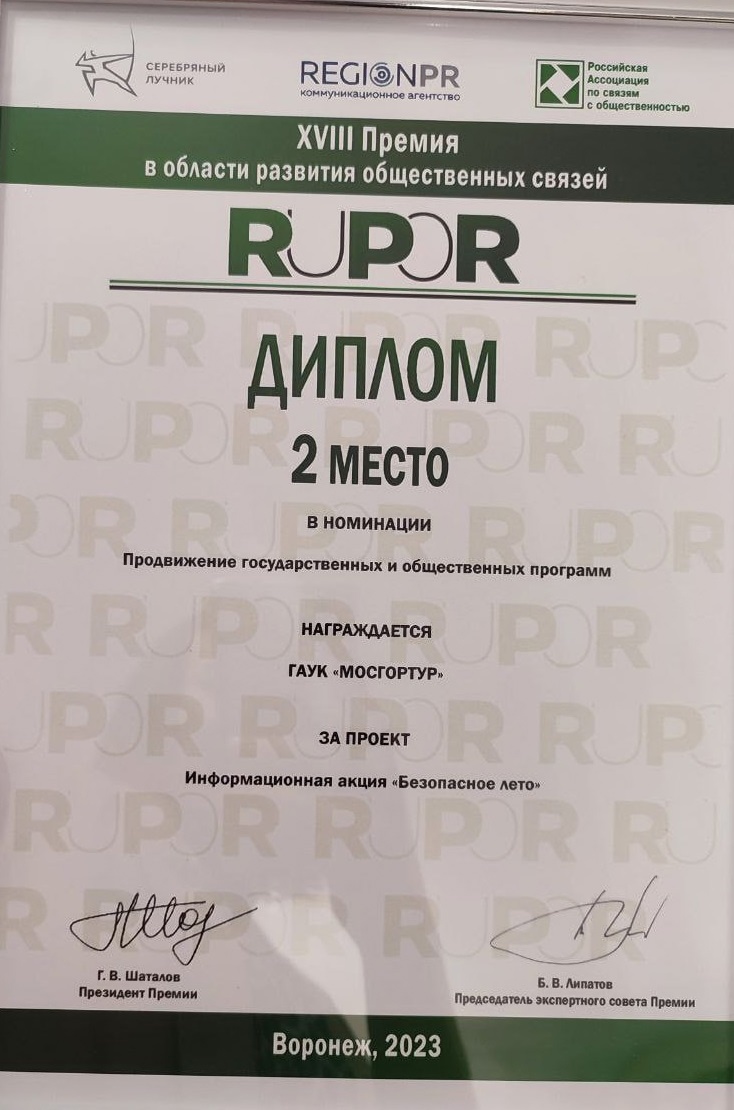 СЕРЕБРЯНЫЙ
ЛУЧНИК
REGIONPR
коммуникационное агентство
Российская
Ассоциация
по связям
с общественностью
XVIII Премия
в области развития общественных связей
RUPOR
ДИПЛОМ
2 МЕСТО
В НОМИНАЦИИ
Продвижение государственных и общественных программ
НАГРАЖДАЕТСЯ
ГАУК «МОСГОРТУР»
ЗА ПРОЕКТ
Информационная акция «Безопасное лето»
Г. В. Шаталов
Президент Премии
Б. В. Липатов
Председатель экспертного совета Премии
Воронеж, 2023